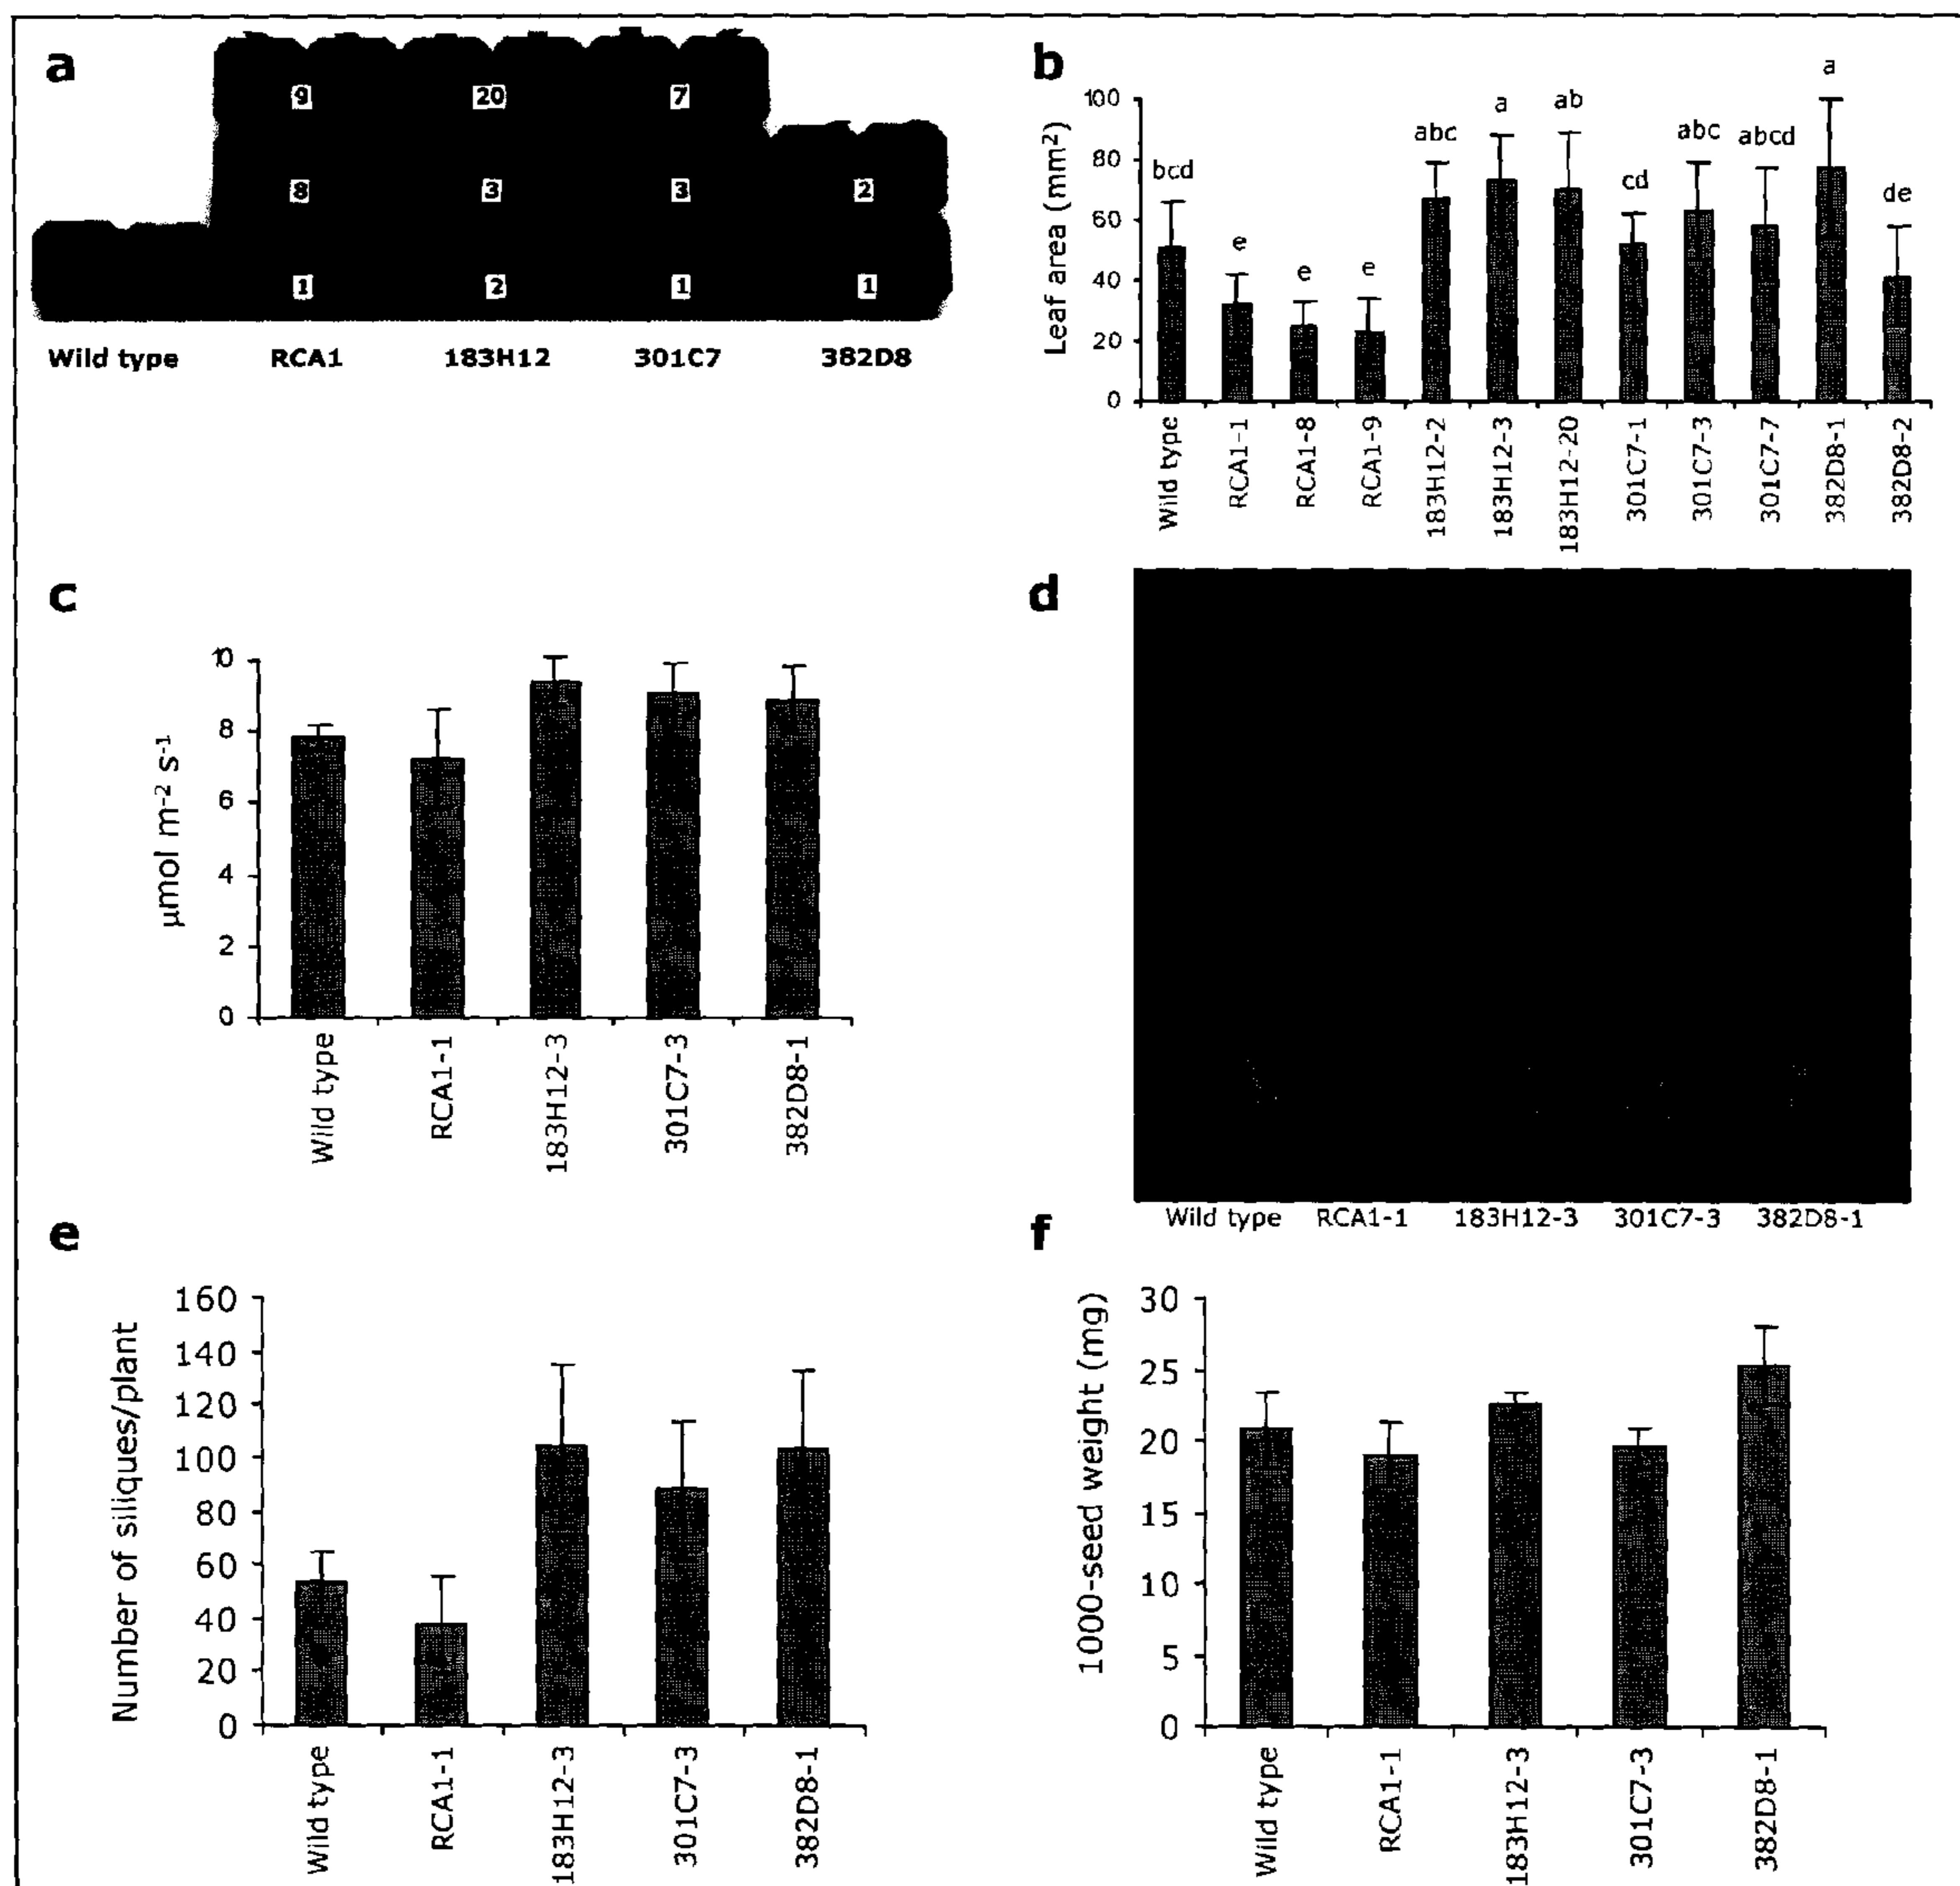 a
9 20 7
8 3 3 2
1 2 1 1
Wild type RCA1 183H12 301C7 382D8
b
Leaf area (mm²)
100
80
60
40
20
0
bcd e e e abc a ab cd abc abcd a de
Wild type
RCA1-1
RCA1-8
RCA1-9
183H12-2
183H12-3
183H12-20
301C7-1
301C7-3
301C7-7
382D8-1
382D8-2
c
µmol m⁻² s⁻¹
10
8
6
4
2
0
Wild type
RCA1-1
183H12-3
301C7-3
382D8-1
d
Wild type RCA1-1 183H12-3 301C7-3 382D8-1
e
Number of siliques/plant
160
140
120
100
80
60
40
20
0
Wild type
RCA1-1
183H12-3
301C7-3
382D8-1
f
1000-seed weight (mg)
30
25
20
15
10
5
0
Wild type
RCA1-1
183H12-3
301C7-3
382D8-1